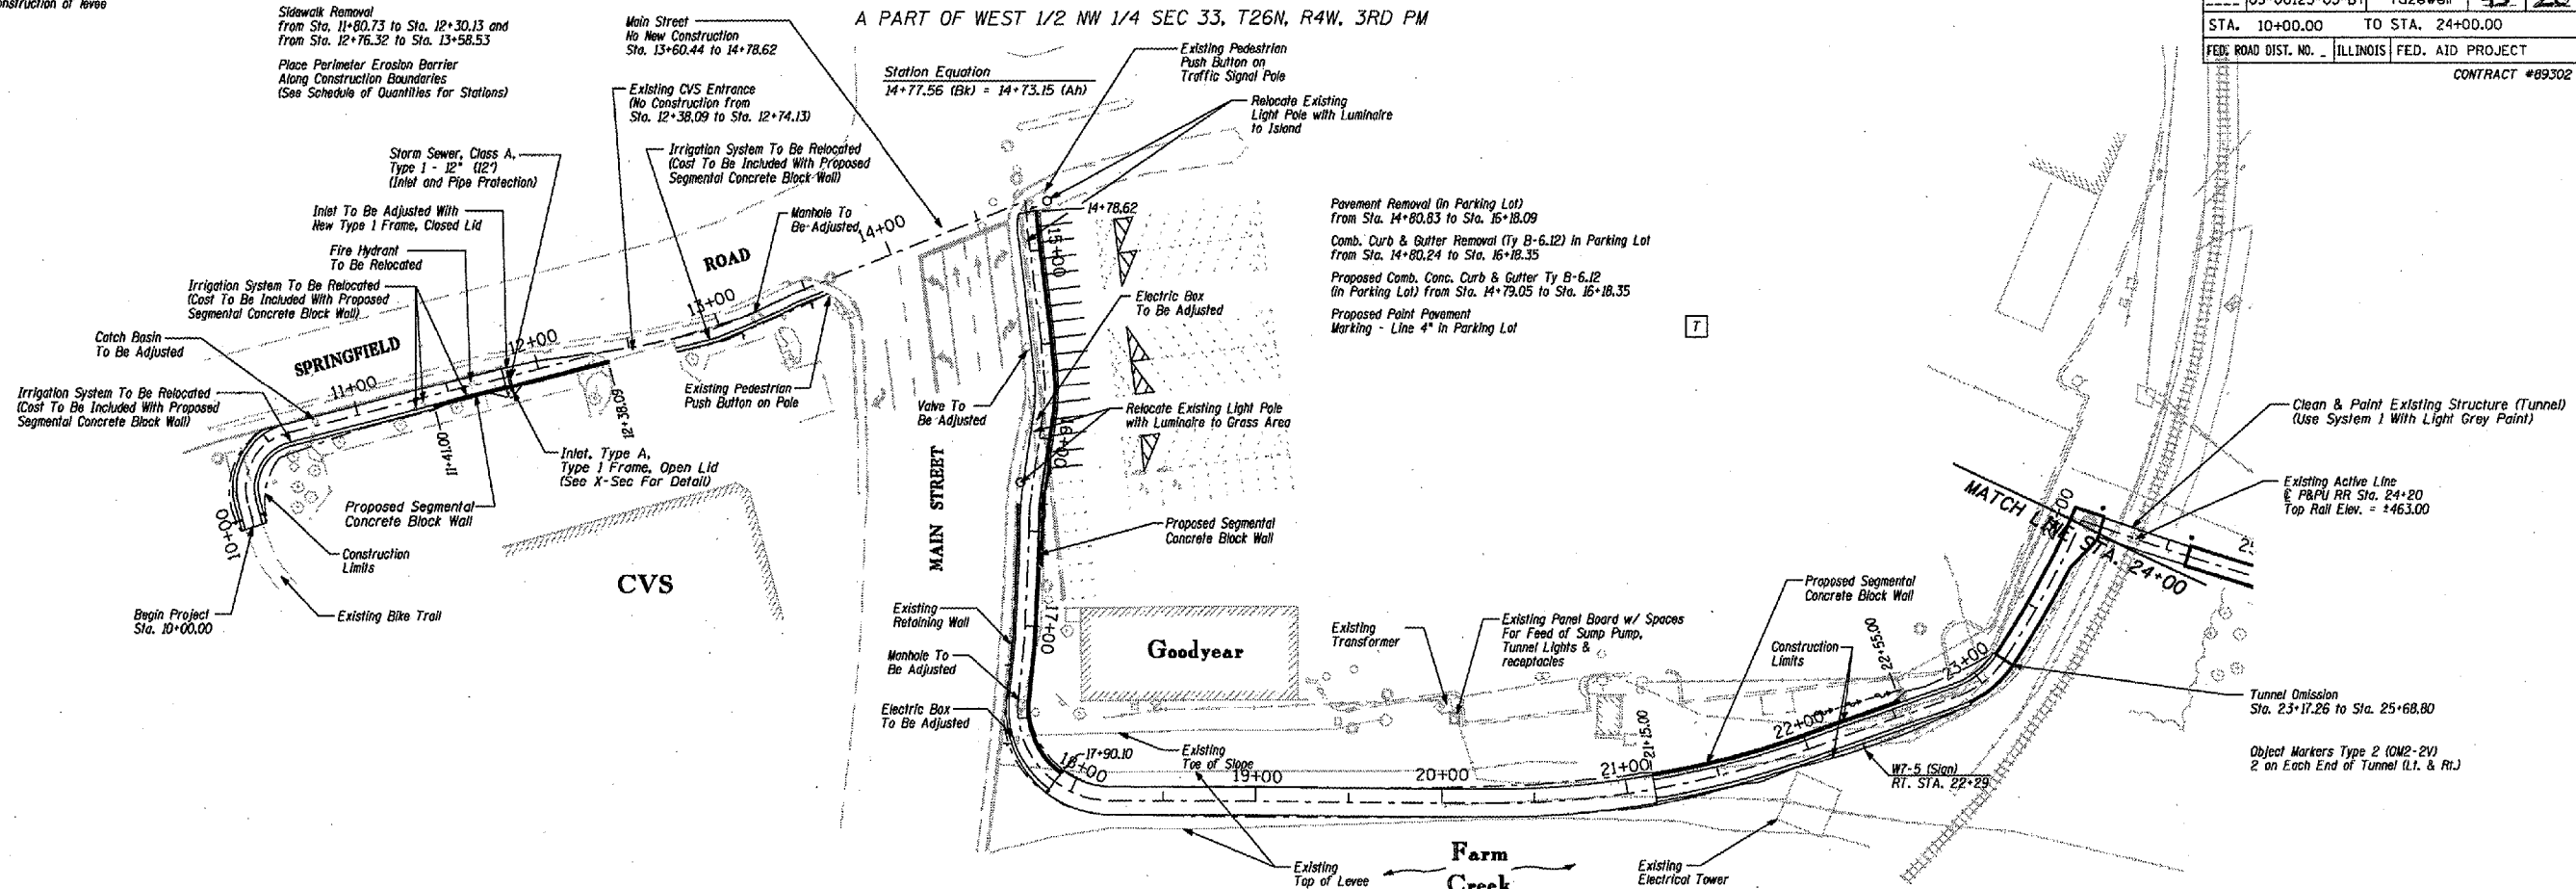 A PART OF WEST 1/2 NW 1/4 SEC 33, T26N, R4W, 3RD PM
Tazewell
STA. 10+00.00 TO STA. 24+00.00
FED. ROAD DIST. NO. _ ILLINOIS FED. AID PROJECT
CONTRACT #89302
onstruction of levee
Sidewalk Removal
from Sta. 11+80.73 to Sta. 12+30.13 and
from Sta. 12+76.32 to Sta. 13+58.53
Place Perimeter Erosion Barrier
Along Construction Boundaries
(See Schedule of Quantities for Stations)
Main Street
No New Construction
Sta. 13+60.44 to 14+78.62
Station Equation
14+77.56 (Bk) = 14+73.15 (Ah)
Existing Pedestrian
Push Button on
Traffic Signal Pole
Relocate Existing
Light Pole with Luminaire
to Island
Existing CVS Entrance
(No Construction from
Sta. 12+38.09 to Sta. 12+74.13)
Storm Sewer, Class A,
Type 1 - 12" (12')
(Inlet and Pipe Protection)
Irrigation System To Be Relocated
(Cost To Be Included With Proposed
Segmental Concrete Block Wall)
Inlet To Be Adjusted With
New Type 1 Frame, Closed Lid
Manhole To
Be Adjusted
Fire Hydrant
To Be Relocated
Irrigation System To Be Relocated
(Cost To Be Included With Proposed
Segmental Concrete Block Wall)
Catch Basin
To Be Adjusted
Irrigation System To Be Relocated
(Cost To Be Included With Proposed
Segmental Concrete Block Wall)
SPRINGFIELD
ROAD
10+00
11+00
12+00
13+00
14+00
11+41.00
12+38.09
Existing Pedestrian
Push Button on Pole
Inlet, Type A,
Type 1 Frame, Open Lid
(See X-Sec For Detail)
Proposed Segmental
Concrete Block Wall
Construction
Limits
Begin Project
Sta. 10+00.00
Existing Bike Trail
CVS
14+78.62
15+00
Pavement Removal (in Parking Lot)
from Sta. 14+80.83 to Sta. 16+18.09
Comb. Curb & Gutter Removal (Ty B-6.12) In Parking Lot
from Sta. 14+80.24 to Sta. 16+18.35
Proposed Comb. Conc. Curb & Gutter Ty B-6.12
(in Parking Lot) from Sta. 14+79.05 to Sta. 16+18.35
Proposed Paint Pavement
Marking - Line 4" in Parking Lot
T
Electric Box
To Be Adjusted
Valve To
Be Adjusted
Relocate Existing Light Pole
with Luminaire to Grass Area
16+00
MAIN STREET
Proposed Segmental
Concrete Block Wall
17+00
Existing
Retaining Wall
Manhole To
Be Adjusted
Electric Box
To Be Adjusted
Goodyear
Existing
Transformer
Existing Panel Board w/ Spaces
For Feed of Sump Pump,
Tunnel Lights &
receptacles
17+90.10
18+00
Existing
Toe of Slope
19+00
20+00
21+00
21+15.00
Proposed Segmental
Concrete Block Wall
Construction
Limits
22+00
22+55.00
23+00
W7-5 (Sign)
RT. STA. 22+29
Existing
Top of Levee
Farm
Creek
Existing
Electrical Tower
MATCH LINE STA. 24+00
Clean & Paint Existing Structure (Tunnel)
(Use System 1 With Light Grey Paint)
Existing Active Line
℄ P&PU RR Sta. 24+20
Top Rail Elev. = ±463.00
Tunnel Omission
Sta. 23+17.26 to Sta. 25+68.80
Object Markers Type 2 (OM2-2V)
2 on Each End of Tunnel (Lt. & Rt.)